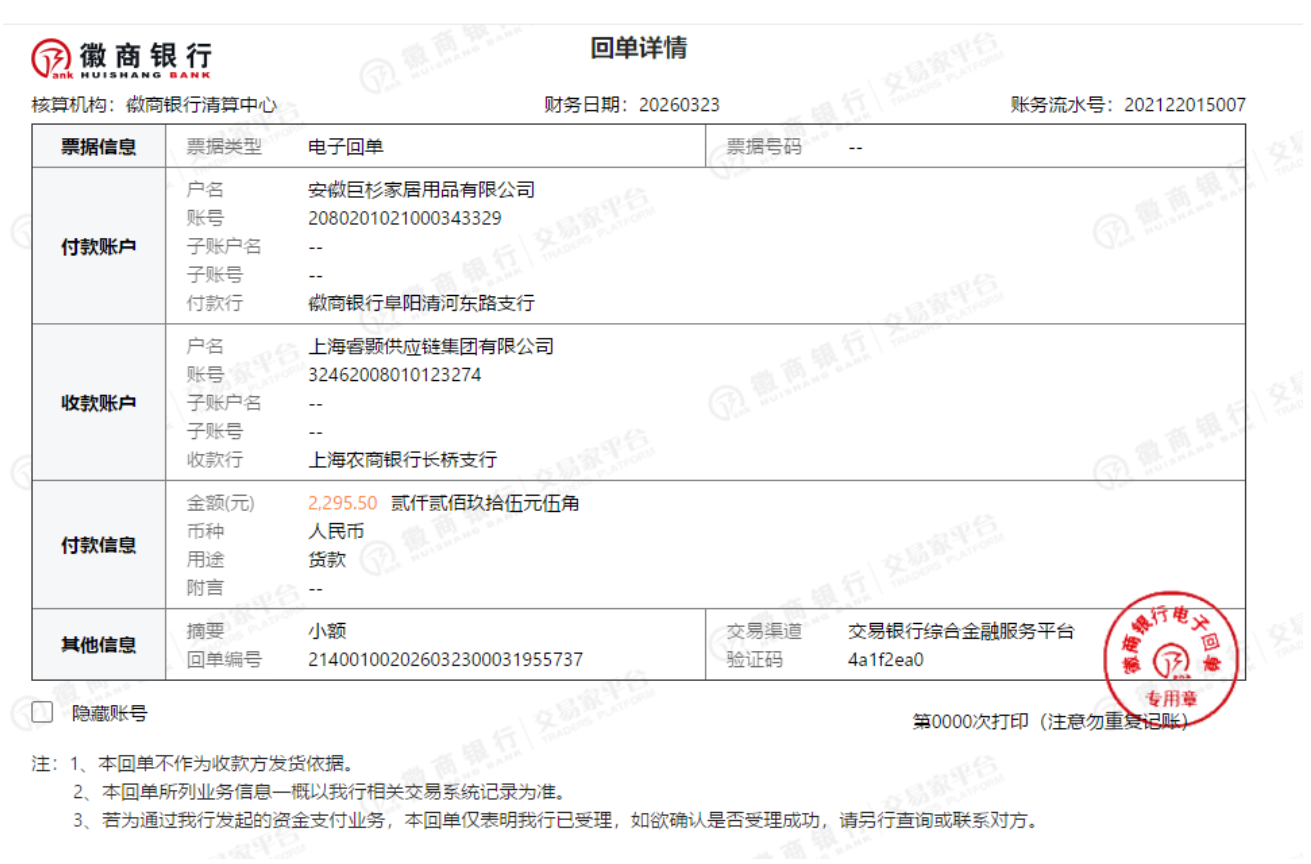 徽商银行
HUISHANG BANK
回单详情
核算机构：徽商银行清算中心 财务日期：20260323 账务流水号：202122015007
票据信息 票据类型 电子回单 票据号码 --
付款账户
户名 安徽巨杉家居用品有限公司
账号 2080201021000343329
子账户名 --
子账号 --
付款行 徽商银行阜阳清河东路支行
收款账户
户名 上海睿颢供应链集团有限公司
账号 32462008010123274
子账户名 --
子账号 --
收款行 上海农商银行长桥支行
付款信息
金额(元) 2,295.50 贰仟贰佰玖拾伍元伍角
币种 人民币
用途 货款
附言 --
其他信息
摘要 小额 交易渠道 交易银行综合金融服务平台
回单编号 214001002026032300031955737 验证码 4a1f2ea0
徽商银行电子回单
专用章
隐藏账号
第0000次打印（注意勿重复记账）
注：1、本回单不作为收款方发货依据。
2、本回单所列业务信息一概以我行相关交易系统记录为准。
3、若为通过我行发起的资金支付业务，本回单仅表明我行已受理，如欲确认是否受理成功，请另行查询或联系对方。
徽商银行 交易家平台
HUISHANG BANK TRADERS PLATFORM